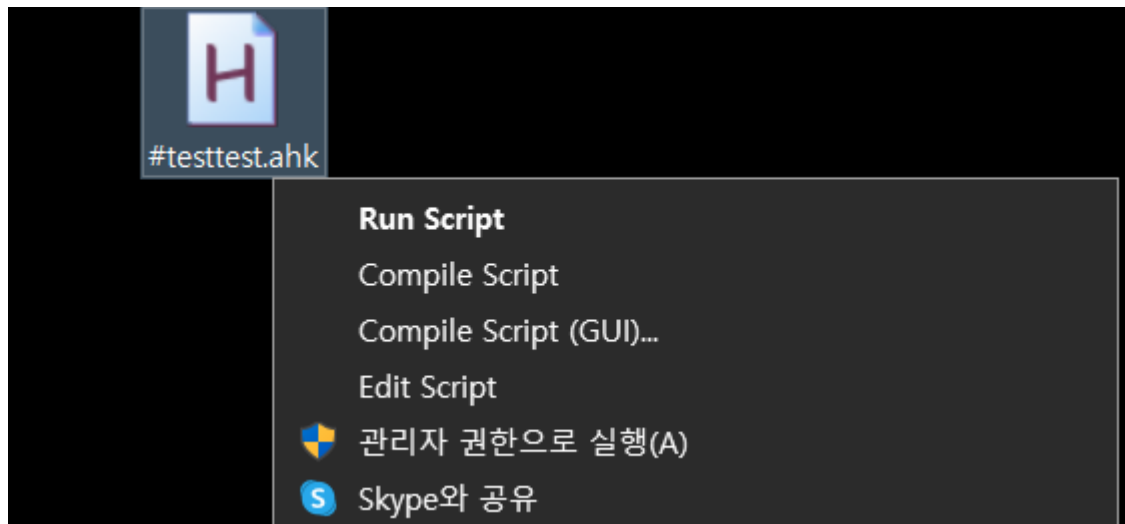 H
#testtest.ahk
Run Script
Compile Script
Compile Script (GUI)...
Edit Script
관리자 권한으로 실행(A)
S
Skype와 공유